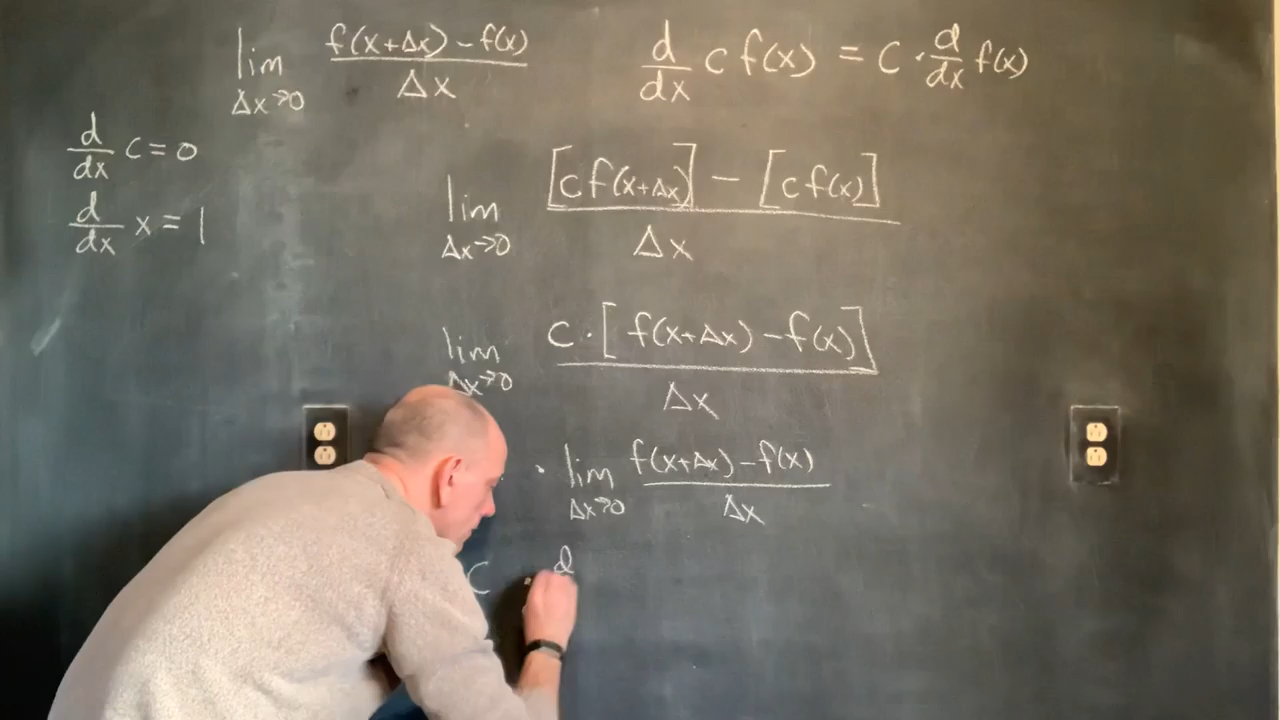 lim Δx→0 f(x+Δx) - f(x) / Δx
d/dx c f(x) = c · d/dx f(x)
d/dx c = 0
d/dx x = 1
lim Δx→0 [c f(x+Δx)] - [c f(x)] / Δx
lim Δx→0 c · [f(x+Δx) - f(x)] / Δx
· lim Δx→0 f(x+Δx) - f(x) / Δx
c · d